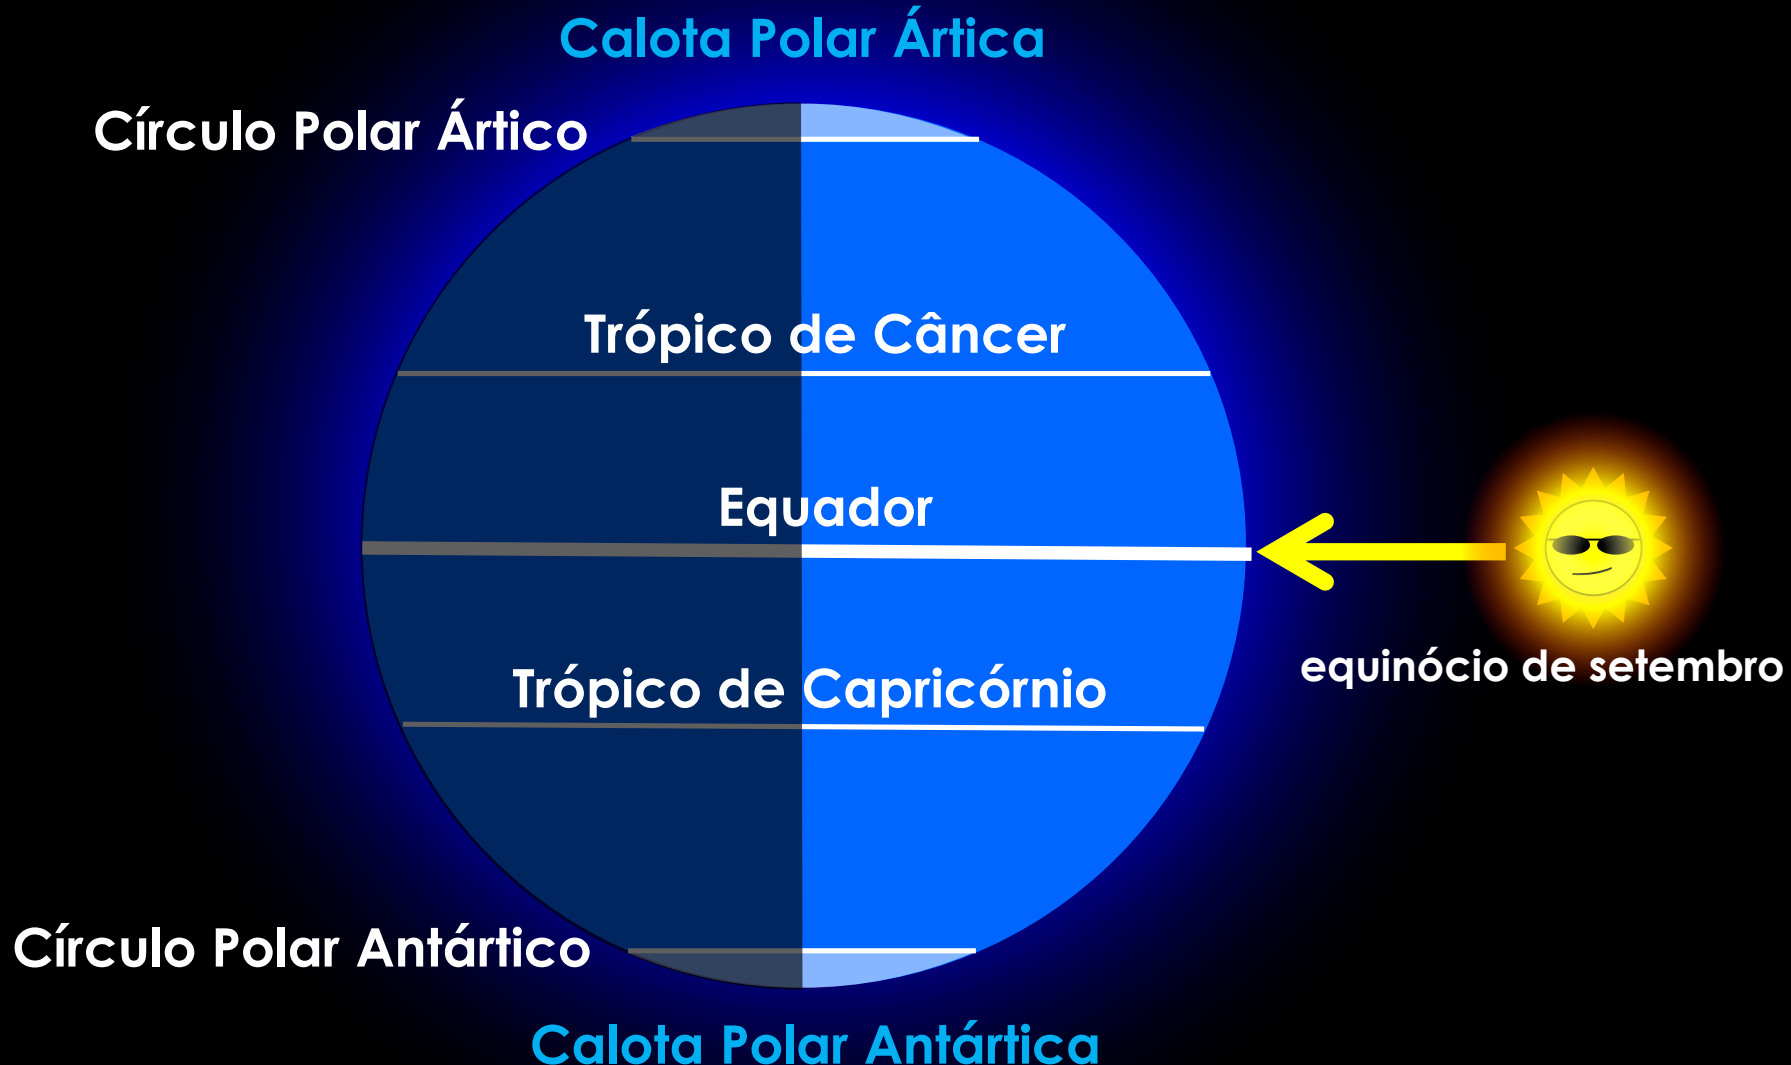 Calota Polar Ártica
Círculo Polar Ártico
Trópico de Câncer
Equador
equinócio de setembro
Trópico de Capricórnio
Círculo Polar Antártico
Calota Polar Antártica